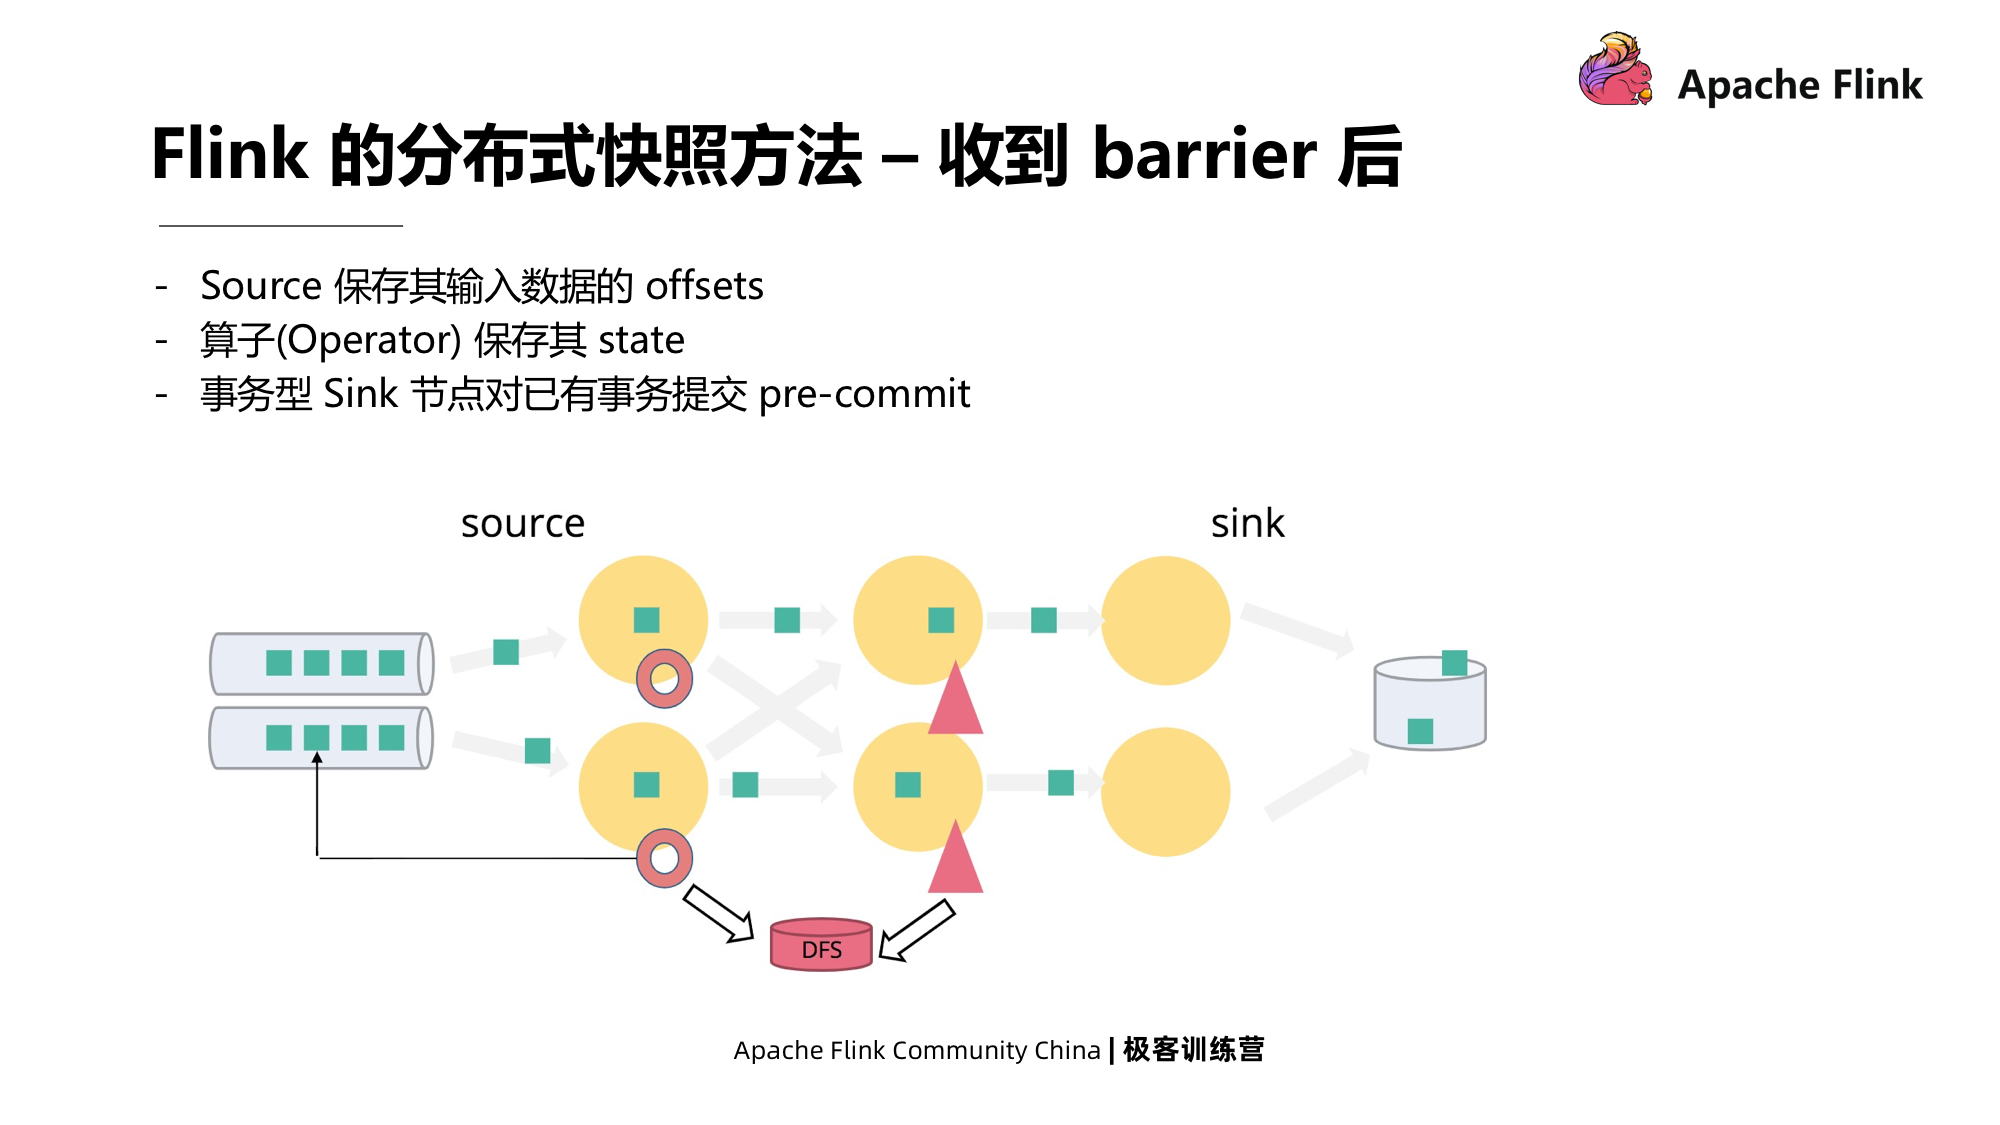 Apache Flink
Flink 的分布式快照方法 – 收到 barrier 后
- Source 保存其输入数据的 offsets
- 算子(Operator) 保存其 state
- 事务型 Sink 节点对已有事务提交 pre-commit
source
sink
DFS
Apache Flink Community China | 极客训练营